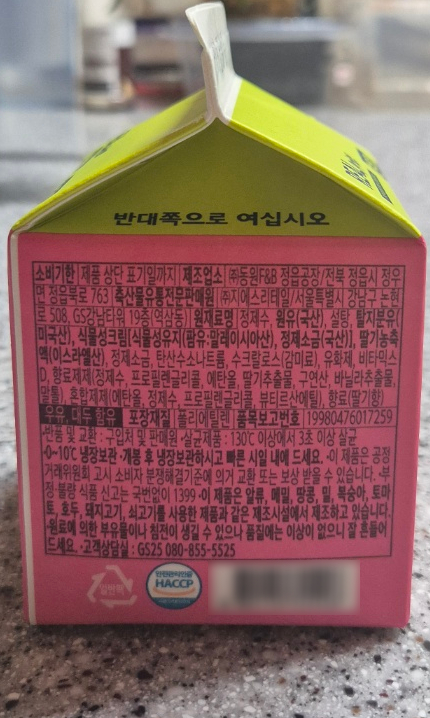 반대쪽으로 여십시오
소비기한 제품 상단 표기일까지 제조업소 ㈜동원F&B 정읍공장/전북 정읍시 정우
면 정읍북로 763 축산물유통전문판매원 ㈜지에스리테일/서울특별시 강남구 논현
로 508, GS강남타워 19층(역삼동) 원재료명 정제수, 원유(국산), 설탕, 탈지분유(
미국산), 식물성크림[식물성유지(팜유:말레이시아산), 정제소금(국산)], 딸기농축
액(이스라엘산), 정제소금, 탄산수소나트륨, 수크랄로스(감미료), 유화제, 비타민스
D, 향료제제(정제수, 프로필렌글리콜, 에탄올, 딸기추출물, 구연산, 바닐라추출물,
말톨), 혼합제제(에탄올, 정제수, 프로필렌글리콜, 부티르산에틸), 향료(딸기향)
우유, 대두 함유 포장재질 폴리에틸렌 품목보고번호 19980476017259
·반품 및 교환 : 구입처 및 판매원 ·살균제품 : 130℃ 이상에서 3초 이상 살균
·0~10℃ 냉장보관 ·개봉 후 냉장보관하시고 빠른 시일 내에 드세요. ·이 제품은 공정
거래위원회 고시 소비자 분쟁해결기준에 의거 교환 또는 보상 받을 수 있습니다. ·부
정·불량 식품 신고는 국번없이 1399 ·이 제품은 알류, 메밀, 땅콩, 밀, 복숭아, 토마
토, 호두, 돼지고기, 쇠고기를 사용한 제품과 같은 제조시설에서 제조하고 있습니다.
·원료에 의한 부유물이나 침전이 생길 수 있으나 품질에는 이상이 없으니 잘 흔들어
드세요. ·고객상담실 : GS25 080-855-5525
일반팩
안전관리인증
HACCP